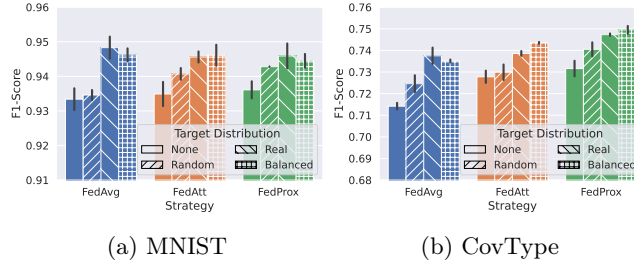 0.96
0.95
0.94
0.93
0.92
0.91
F1-Score
Target Distribution
None
Real
Random
Balanced
FedAvg
FedAtt
FedProx
Strategy
(a) MNIST
0.76
0.75
0.74
0.73
0.72
0.71
0.70
0.69
0.68
F1-Score
Target Distribution
None
Real
Random
Balanced
FedAvg
FedAtt
FedProx
Strategy
(b) CovType